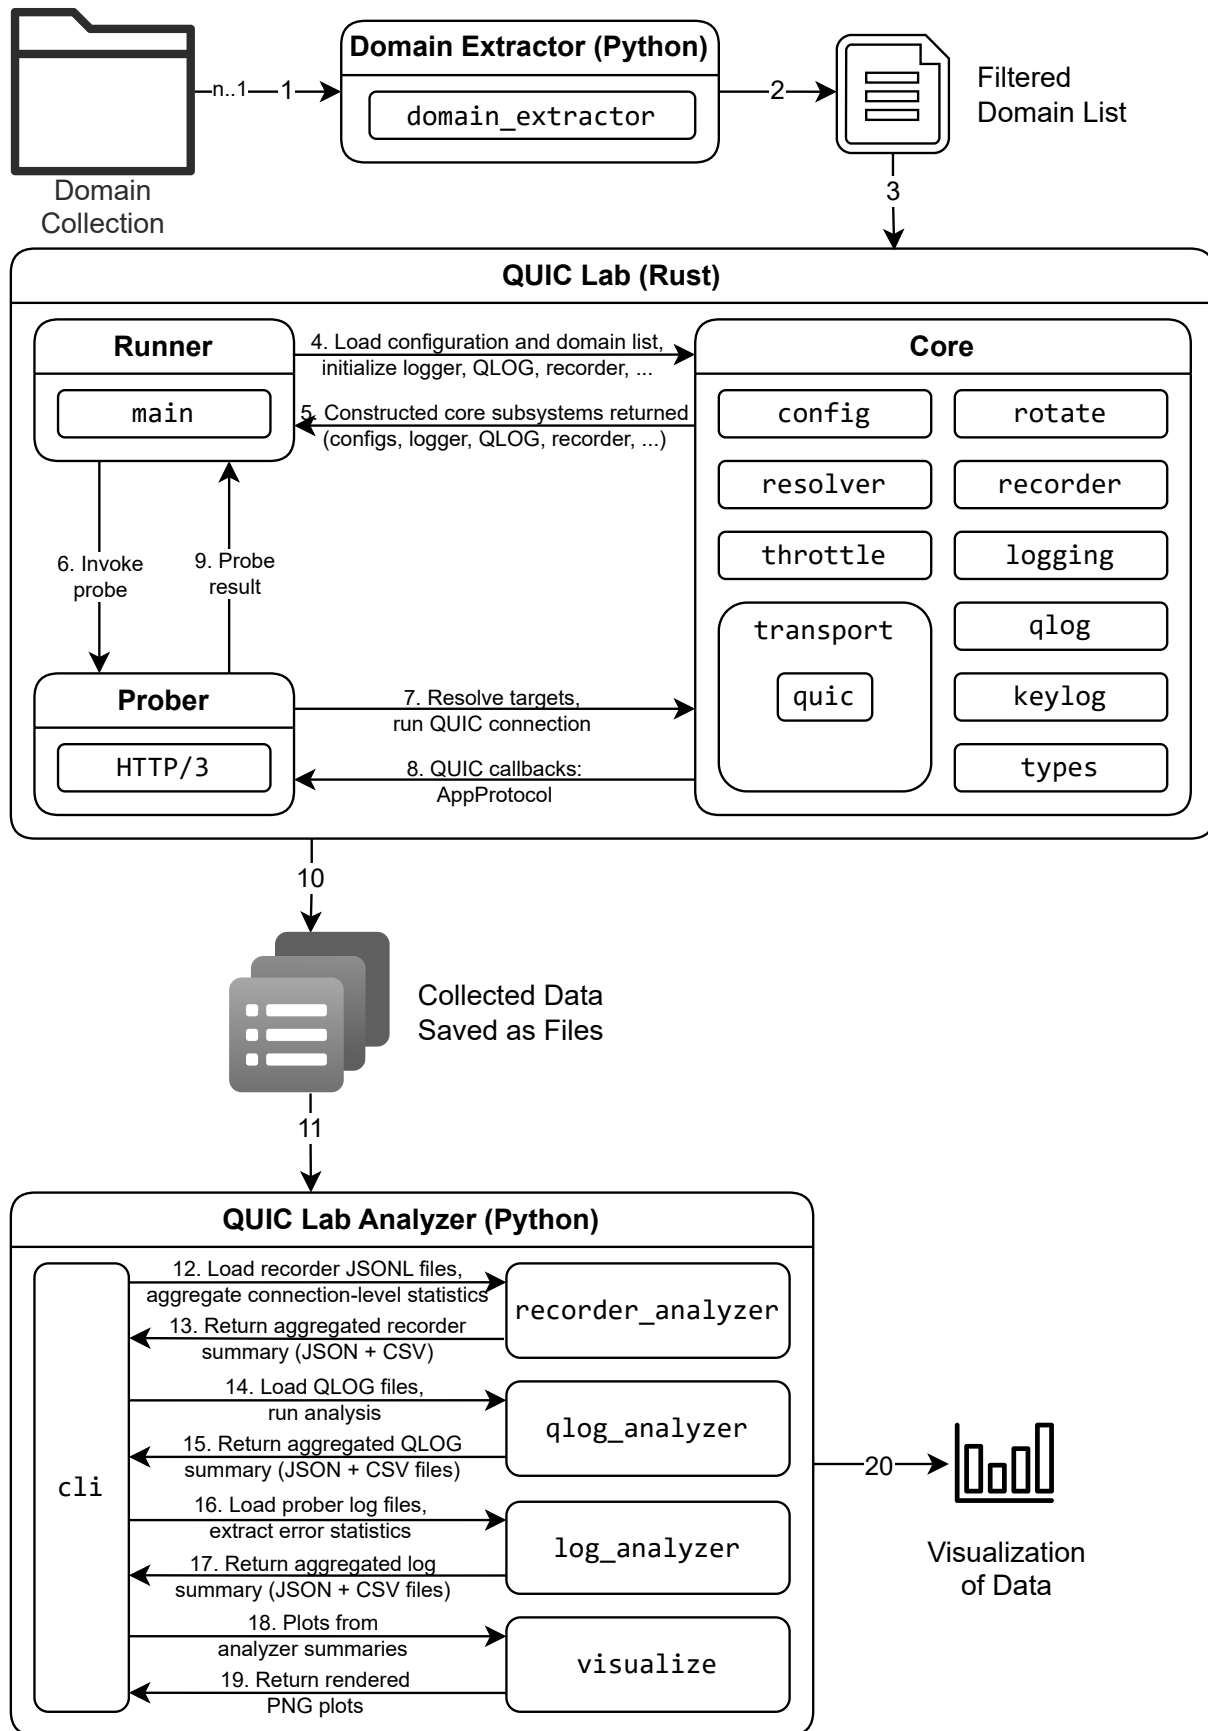 Domain Extractor (Python)
domain_extractor
n..1
1
2
Filtered
Domain List
Domain
Collection
3
QUIC Lab (Rust)
Runner
main
4. Load configuration and domain list,
initialize logger, QLOG, recorder, ...
5. Constructed core subsystems returned
(configs, logger, QLOG, recorder, ...)
Core
config
rotate
resolver
recorder
throttle
logging
transport
quic
qlog
keylog
types
6. Invoke
probe
9. Probe
result
Prober
HTTP/3
7. Resolve targets,
run QUIC connection
8. QUIC callbacks:
AppProtocol
10
Collected Data
Saved as Files
11
QUIC Lab Analyzer (Python)
cli
12. Load recorder JSONL files,
aggregate connection-level statistics
13. Return aggregated recorder
summary (JSON + CSV)
recorder_analyzer
14. Load QLOG files,
run analysis
15. Return aggregated QLOG
summary (JSON + CSV files)
qlog_analyzer
16. Load prober log files,
extract error statistics
17. Return aggregated log
summary (JSON + CSV files)
log_analyzer
18. Plots from
analyzer summaries
19. Return rendered
PNG plots
visualize
20
Visualization
of Data